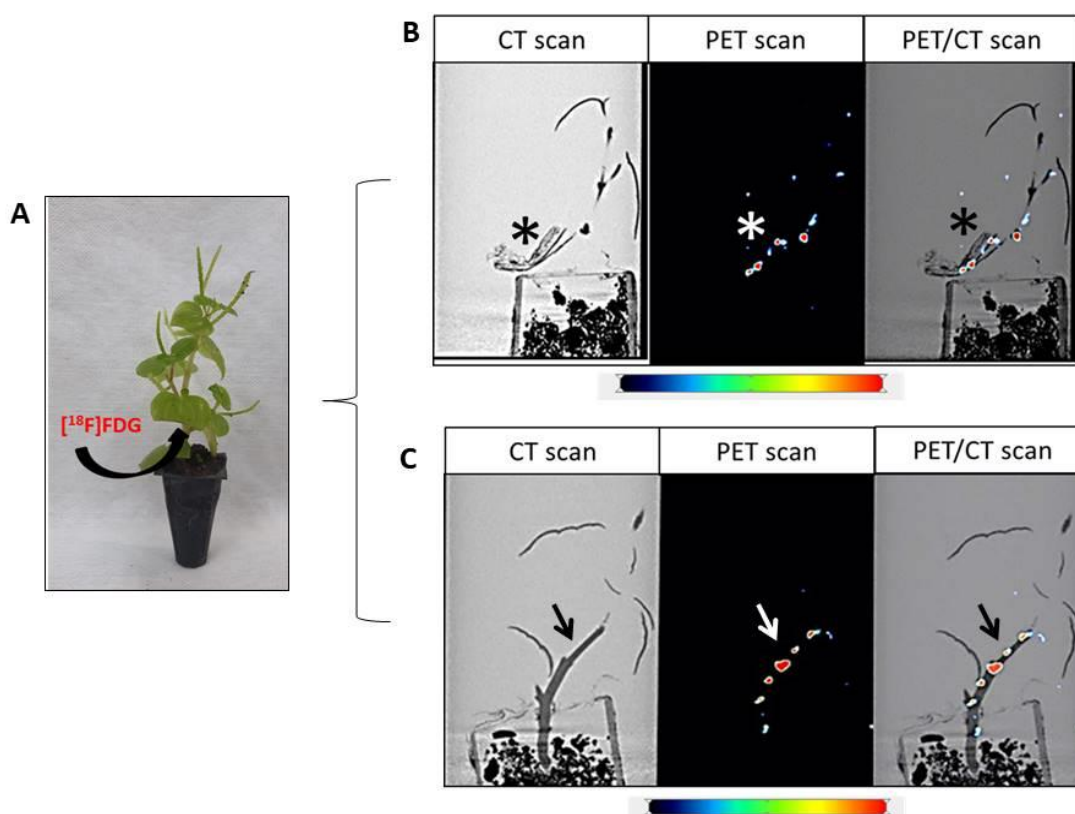 B
CT scan PET scan PET/CT scan
* * *
A
[¹⁸F]FDG
C
CT scan PET scan PET/CT scan